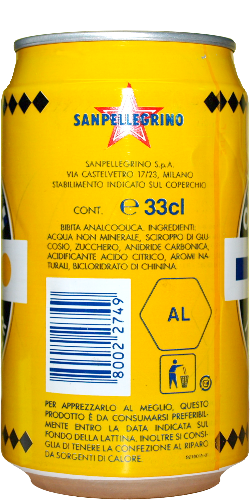 SANPELLEGRINO
SANPELLEGRINO S.p.A.
VIA CASTELVETRO 17/23, MILANO
STABILIMENTO INDICATO SUL COPERCHIO
CONT. e 33cl
BIBITA ANALCOOLICA. INGREDIENTI:
ACQUA NON MINERALE, SCIROPPO DI GLU-
COSIO, ZUCCHERO, ANIDRIDE CARBONICA,
ACIDIFICANTE ACIDO CITRICO, AROMI NA-
TURALI, BICLORIDRATO DI CHININA.
8002 2749
AL
PER APPREZZARLO AL MEGLIO, QUESTO
PRODOTTO È DA CONSUMARSI PREFERIBIL-
MENTE ENTRO LA DATA INDICATA SUL
FONDO DELLA LATTINA. INOLTRE SI CONSI-
GLIA DI TENERE LA CONFEZIONE AL RIPARO
DA SORGENTI DI CALORE.